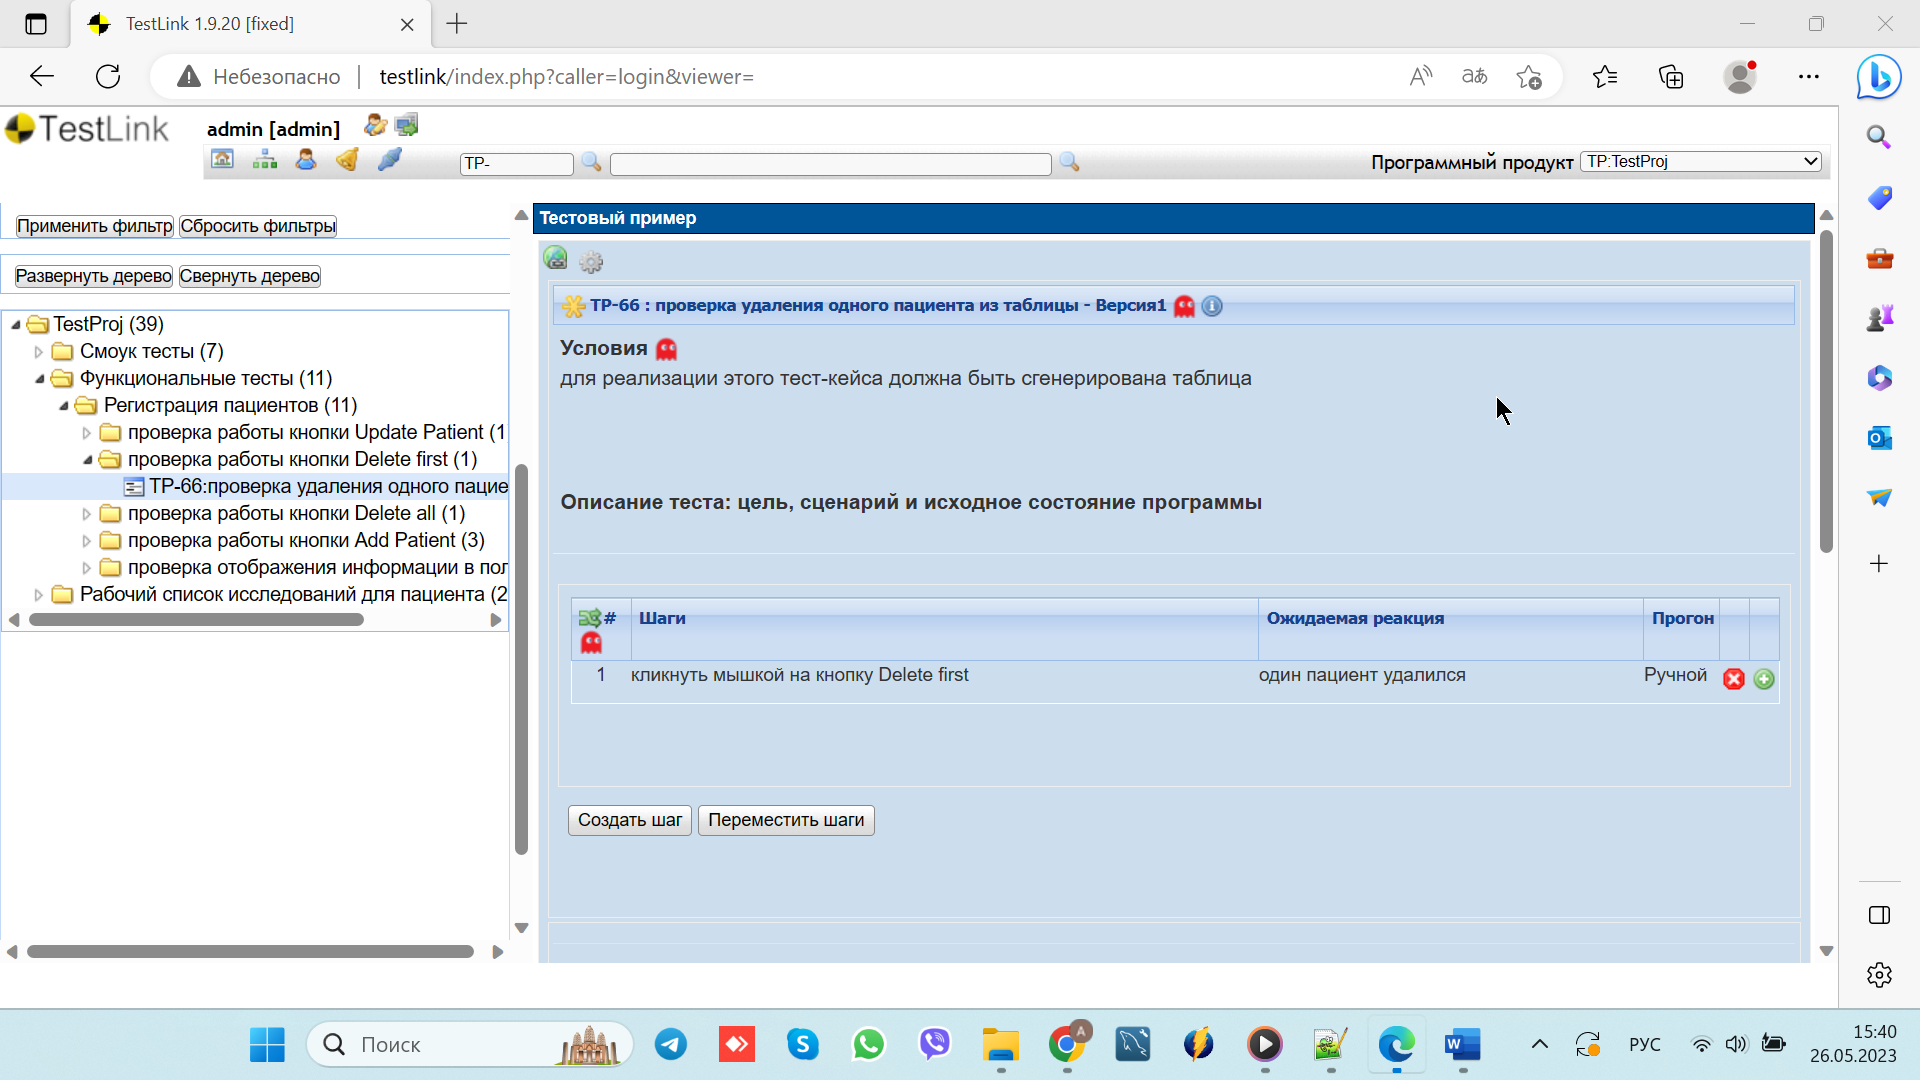 TestLink 1.9.20 [fixed]
Небезопасно
testlink/index.php?caller=login&viewer=
TestLink
admin [admin]
TP-
Программный продукт
TP:TestProj
Применить фильтр
Сбросить фильтры
Развернуть дерево
Свернуть дерево
TestProj (39)
Смоук тесты (7)
Функциональные тесты (11)
Регистрация пациентов (11)
проверка работы кнопки Update Patient (1
проверка работы кнопки Delete first (1)
TP-66:проверка удаления одного пацие
проверка работы кнопки Delete all (1)
проверка работы кнопки Add Patient (3)
проверка отображения информации в пол
Рабочий список исследований для пациента (2
Тестовый пример
TP-66 : проверка удаления одного пациента из таблицы - Версия1
Условия
для реализации этого тест-кейса должна быть сгенерирована таблица
Описание теста: цель, сценарий и исходное состояние программы
# Шаги Ожидаемая реакция Прогон
1 кликнуть мышкой на кнопку Delete first один пациент удалился Ручной
Создать шаг
Переместить шаги
Поиск
A
РУС
15:40
26.05.2023